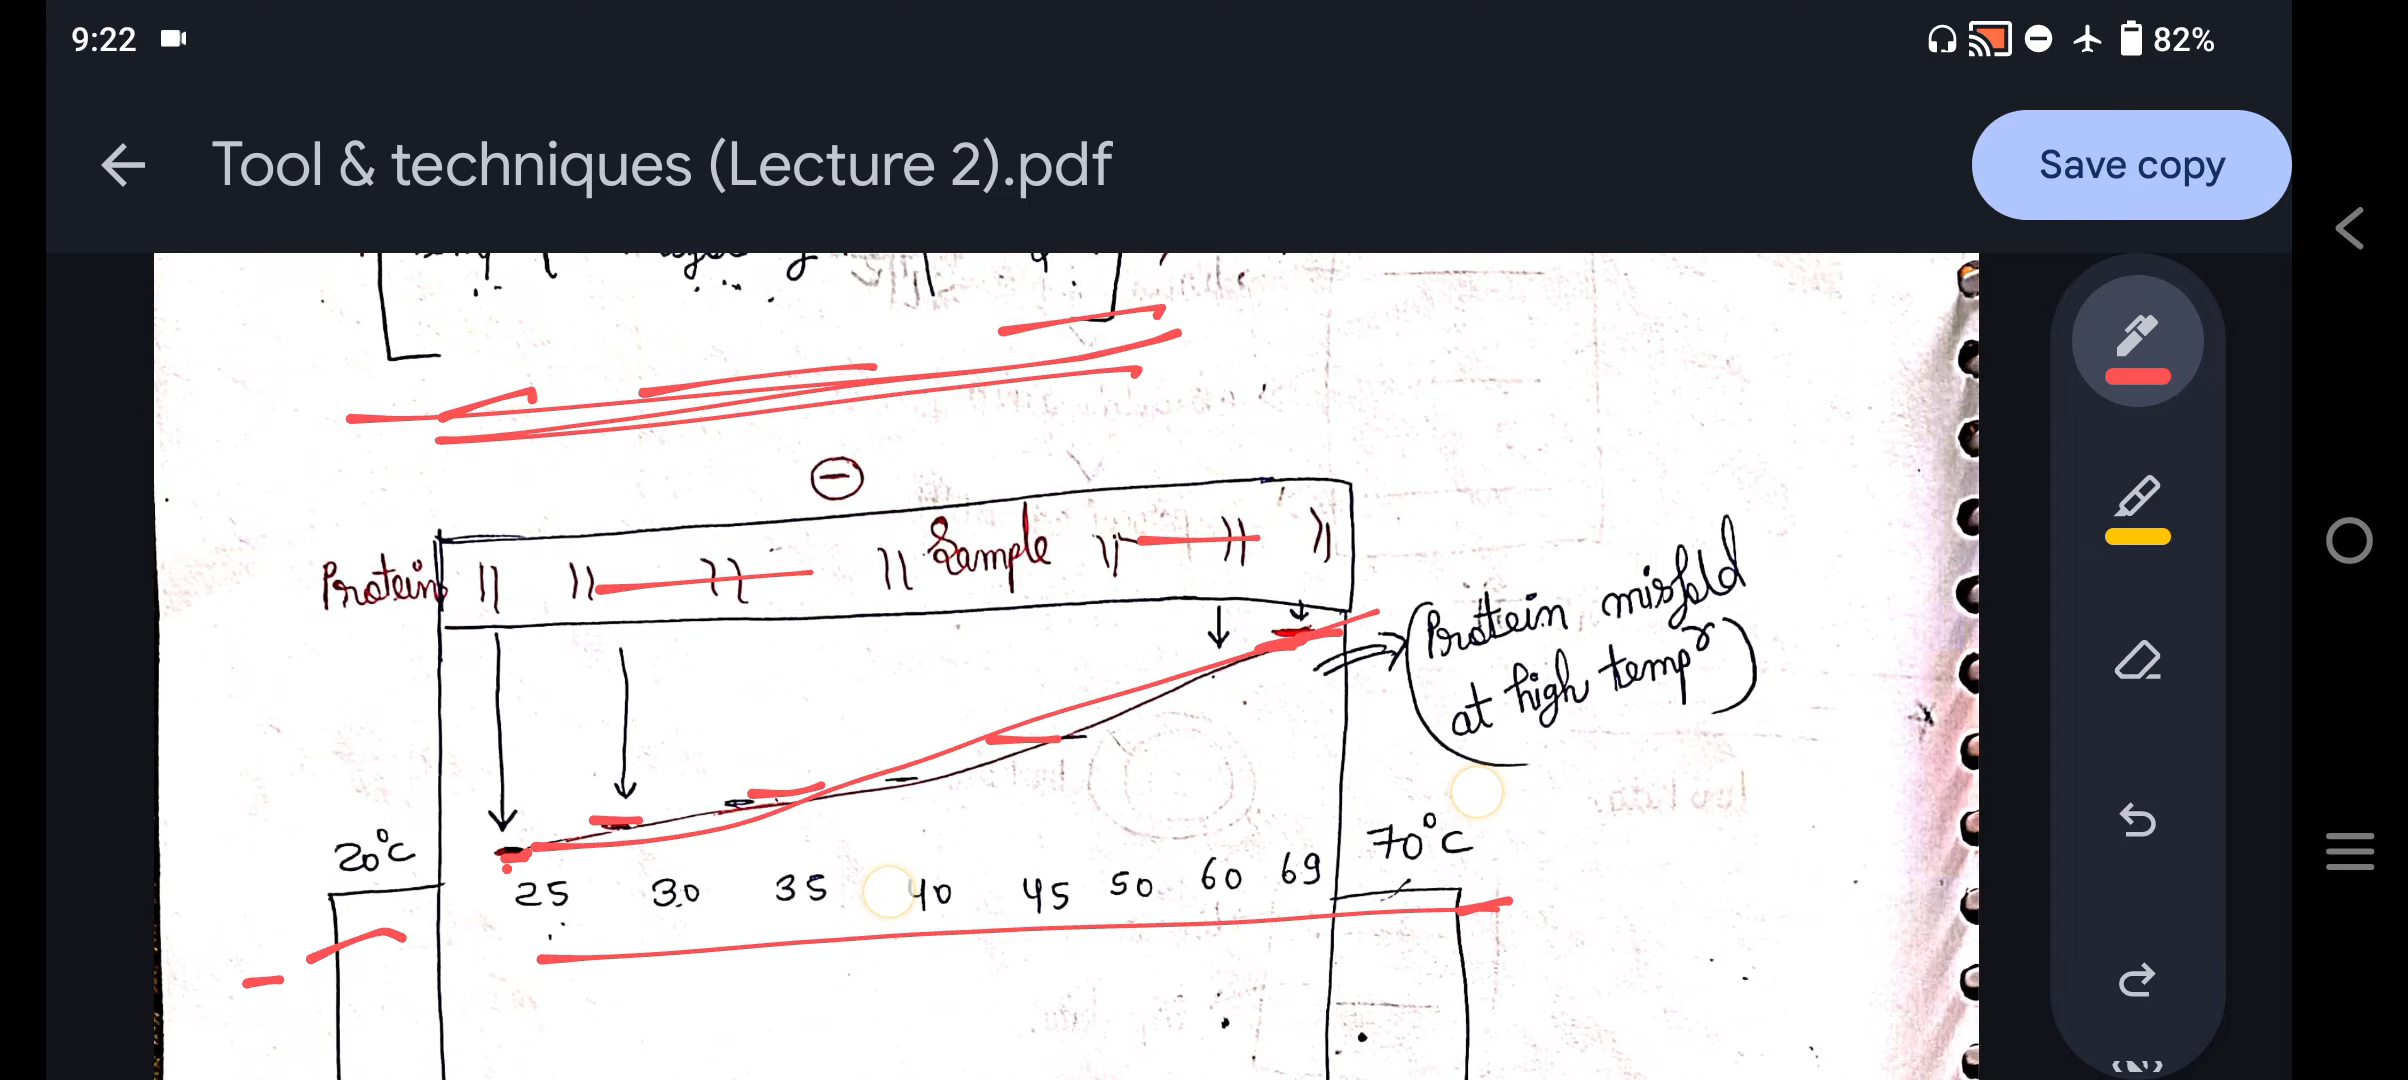 9:22
82%
Tool & techniques (Lecture 2).pdf
Save copy
−
Protein Sample
Protein misfold
at high tempr
20°C
70°C
25 30 35 40 45 50 60 69